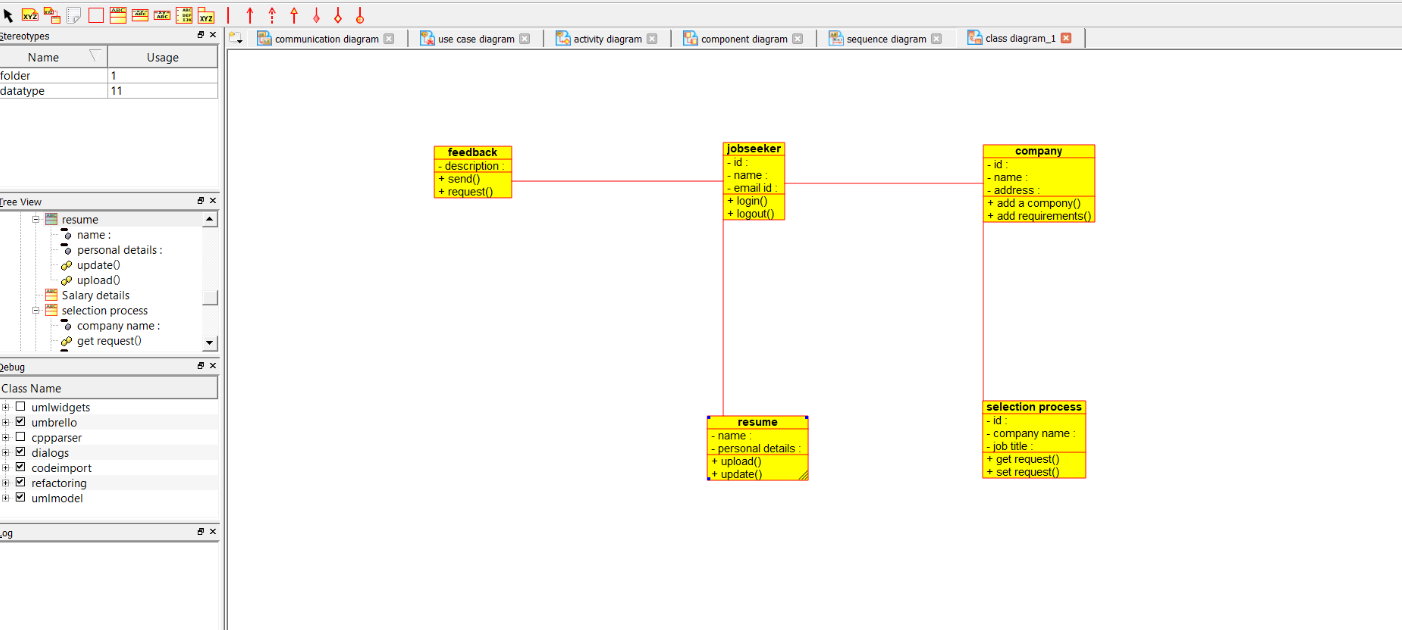 Stereotypes
Name Usage
folder 1
datatype 11
Tree View
resume
name :
personal details :
update()
upload()
Salary details
selection process
company name :
get request()
Debug
Class Name
umlwidgets
umbrello
cppparser
dialogs
codeimport
refactoring
umlmodel
Log
communication diagram
use case diagram
activity diagram
component diagram
sequence diagram
class diagram_1
feedback
- description :
+ send()
+ request()
jobseeker
- id :
- name :
- email id :
+ login()
+ logout()
company
- id :
- name :
- address :
+ add a compony()
+ add requirements()
resume
- name :
- personal details :
+ upload()
+ update()
selection process
- id :
- company name :
- job title :
+ get request()
+ set request()